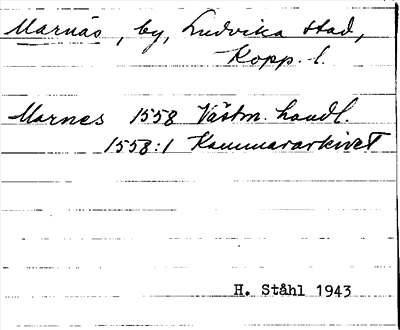 Marnäs, by, Ludvika stad,
Kopp. l.
Marnes 1558 Västm. handl.
1558:1 Kammararkivet
H. Ståhl 1943